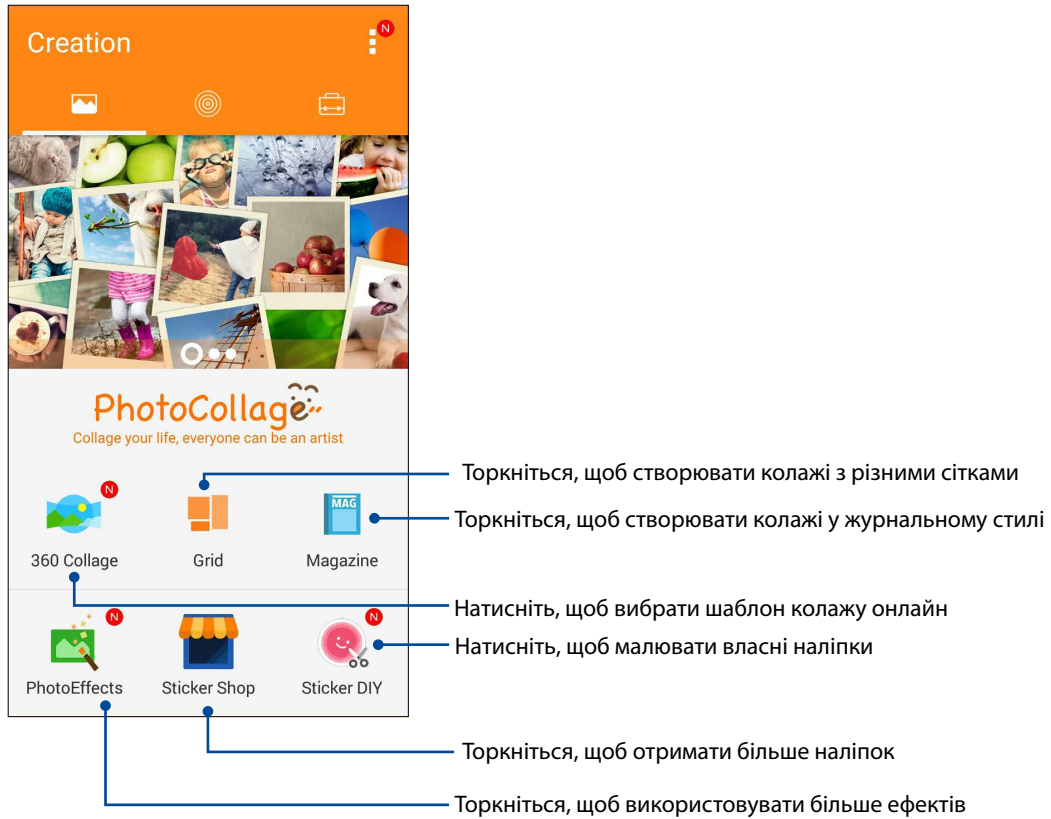 Creation
N
PhotoCollage
Collage your life, everyone can be an artist
N
MAG
360 Collage
Grid
Magazine
N
N
PhotoEffects
Sticker Shop
Sticker DIY
Торкніться, щоб створювати колажі з різними сітками
Торкніться, щоб створювати колажі у журнальному стилі
Натисніть, щоб вибрати шаблон колажу онлайн
Натисніть, щоб малювати власні наліпки
Торкніться, щоб отримати більше наліпок
Торкніться, щоб використовувати більше ефектів